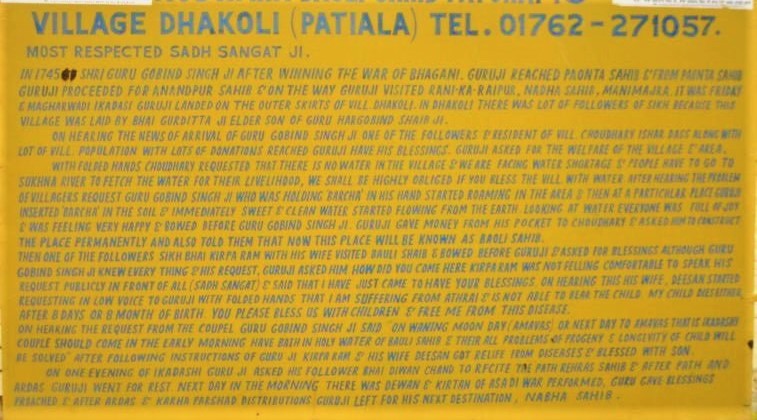 VILLAGE DHAKOLI (PATIALA) TEL. 01762-271057.
MOST RESPECTED SADH SANGAT JI.
IN 1745 SHRI GURU GOBIND SINGH JI AFTER WINNING THE WAR OF BHAGANI. GURUJI REACHED PAONTA SAHIB & FROM PAINTA SAHIB
GURUJI PROCEEDED FOR ANANDPUR SAHIB & ON THE WAY GURUJI VISITED RANI-KA-RAIPUR, NADHA SAHIB, MANIMAJRA. IT WAS FRIDAY
& MAGHARWADI IKADASI GURUJI LANDED ON THE OUTER SKIRTS OF VILL. DHAKOLI. IN DHAKOLI THERE WAS LOT OF FOLLOWERS OF SIKH BECAUSE THIS
VILLAGE WAS LAID BY BHAI GURDITTA JI ELDER SON OF GURU HARGOBIND SHAIB JI.
ON HEARING THE NEWS OF ARRIVAL OF GURU GOBIND SINGH JI ONE OF THE FOLLOWERS & RESIDENT OF VILL. CHOUDHARY ISHAR DASS ALONG WITH
LOT OF VILL. POPULATION WITH LOTS OF DONATIONS REACHED GURUJI HAVE HIS BLESSINGS. GURUJI ASKED FOR THE WELFARE OF THE VILLAGE & AREA.
WITH FOLDED HANDS CHOUDHARY REQUESTED THAT THERE IS NO WATER IN THE VILLAGE & WE ARE FACING WATER SHORTAGE & PEOPLE HAVE TO GO TO
SUKHNA RIVER TO FETCH THE WATER FOR THEIR LIVELIHOOD, WE SHALL BE HIGHLY OBLIGED IF YOU BLESS THE VILL. WITH WATER. AFTER HEARING THE PROBLEM
OF VILLAGERS REQUEST GURU GOBIND SINGH JI WHO WAS HOLDING 'BARCHA' IN HIS HAND STARTED ROAMING IN THE AREA & THEN AT A PARTICULAR PLACE GURUJI
INSERTED 'BARCHA' IN THE SOIL & IMMEDIATELY SWEET & CLEAN WATER STARTED FLOWING FROM THE EARTH. LOOKING AT WATER EVERYONE WAS FULL OF JOY
& WAS FEELING VERY HAPPY & BOWED BEFORE GURU GOBIND SINGH JI. GURUJI GAVE MONEY FROM HIS POCKET TO CHOUDHARY & ASKED HIM TO CONSTRUCT
THE PLACE PERMANENTLY AND ALSO TOLD THEM THAT NOW THIS PLACE WILL BE KNOWN AS BAOLI SAHIB.
THEN ONE OF THE FOLLOWERS SIKH BHAI KIRPA RAM WITH HIS WIFE VISITED BAULI SHAIB & BOWED BEFORE GURUJI & ASKED FOR BLESSINGS ALTHOUGH GURU
GOBIND SINGH JI KNEW EVERY THING & HIS REQUEST, GURUJI ASKED HIM HOW DID YOU COME HERE KIRPA RAM WAS NOT FELLING COMFORTABLE TO SPEAK HIS
REQUEST PUBLICLY IN FRONT OF ALL (SADH SANGAT) & SAID THAT I HAVE JUST CAME TO HAVE YOUR BLESSINGS. ON HEARING THIS HIS WIFE, DEESAN STARTED
REQUESTING IN LOW VOICE TO GURUJI WITH FOLDED HANDS THAT I AM SUFFERING FROM ATHRAI & IS NOT ABLE TO BEAR THE CHILD. MY CHILD DIES EITHER
AFTER 8 DAYS OR 8 MONTH OF BIRTH. YOU PLEASE BLESS US WITH CHILDREN & FREE ME FROM THIS DISEASE.
ON HEARING THE REQUEST FROM THE COUPEL GURU GOBIND SINGH JI SAID "ON WANING MOON DAY (AMAVAS) OR NEXT DAY TO AMAVAS THAT IS IKADASHI
COUPLE SHOULD COME IN THE EARLY MORNING HAVE BATH IN HOLY WATER OF BAULI SAHIB & THEIR ALL PROBLEMS OF PROGENY & LONGEVITY OF CHILD WILL
BE SOLVED" AFTER FOLLOWING INSTRUCTIONS OF GURU JI KIRPA RAM & HIS WIFE DEESAN GOT RELIEF FROM DISEASES & BLESSED WITH SON.
ON ONE EVENING OF IKADASHI GURU JI ASKED HIS FOLLOWER BHAI DIWAN CHAND TO RECITE THE PATH REHRAS SAHIB & AFTER PATH AND
ARDAS GURUJI WENT FOR REST. NEXT DAY IN THE MORNING THERE WAS DEWAN & KIRTAN OF ASA DI WAR PERFORMED, GURU GAVE BLESSINGS
PREACHED & AFTER ARDAS & KARHA PARSHAD DISTRIBUTIONS GURUJI LEFT FOR HIS NEXT DESTINATION, NABHA SAHIB.